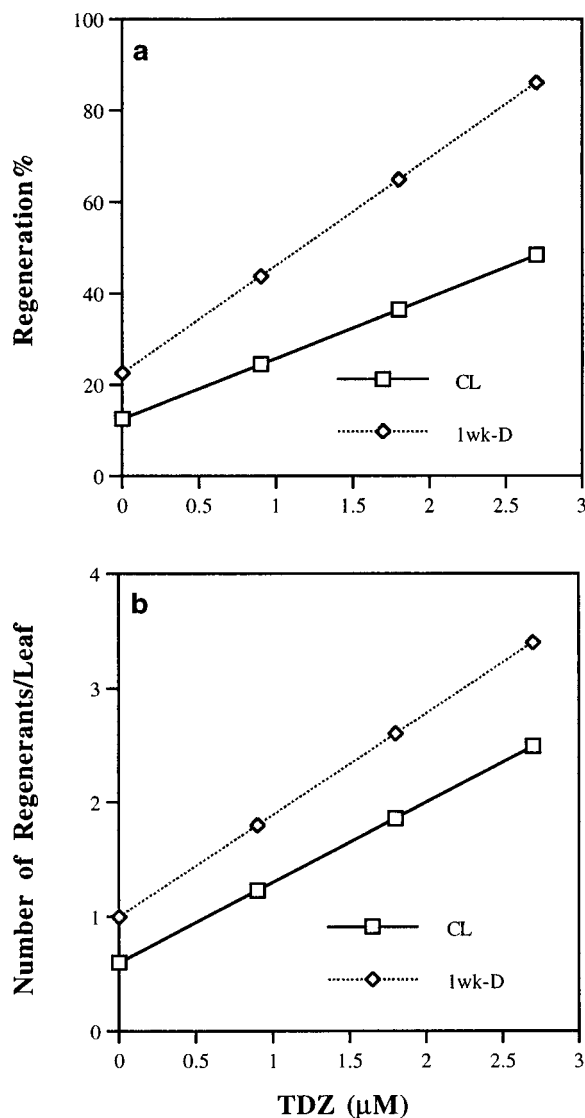 a
Regeneration%
100
80
60
40
20
0
CL
1wk-D
0 0.5 1 1.5 2 2.5 3
b
Number of Regenerants/Leaf
4
3
2
1
0
CL
1wk-D
0 0.5 1 1.5 2 2.5 3
TDZ (µM)